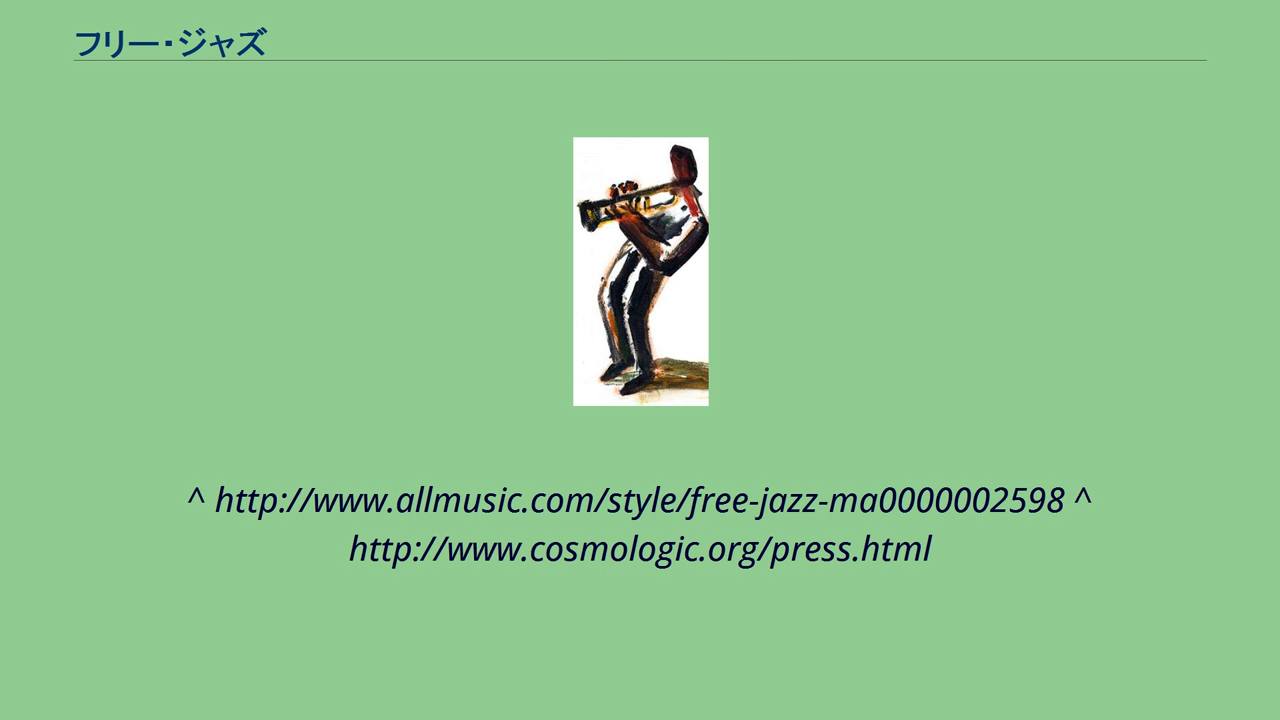 フリー・ジャズ
^ http://www.allmusic.com/style/free-jazz-ma0000002598 ^
http://www.cosmologic.org/press.html